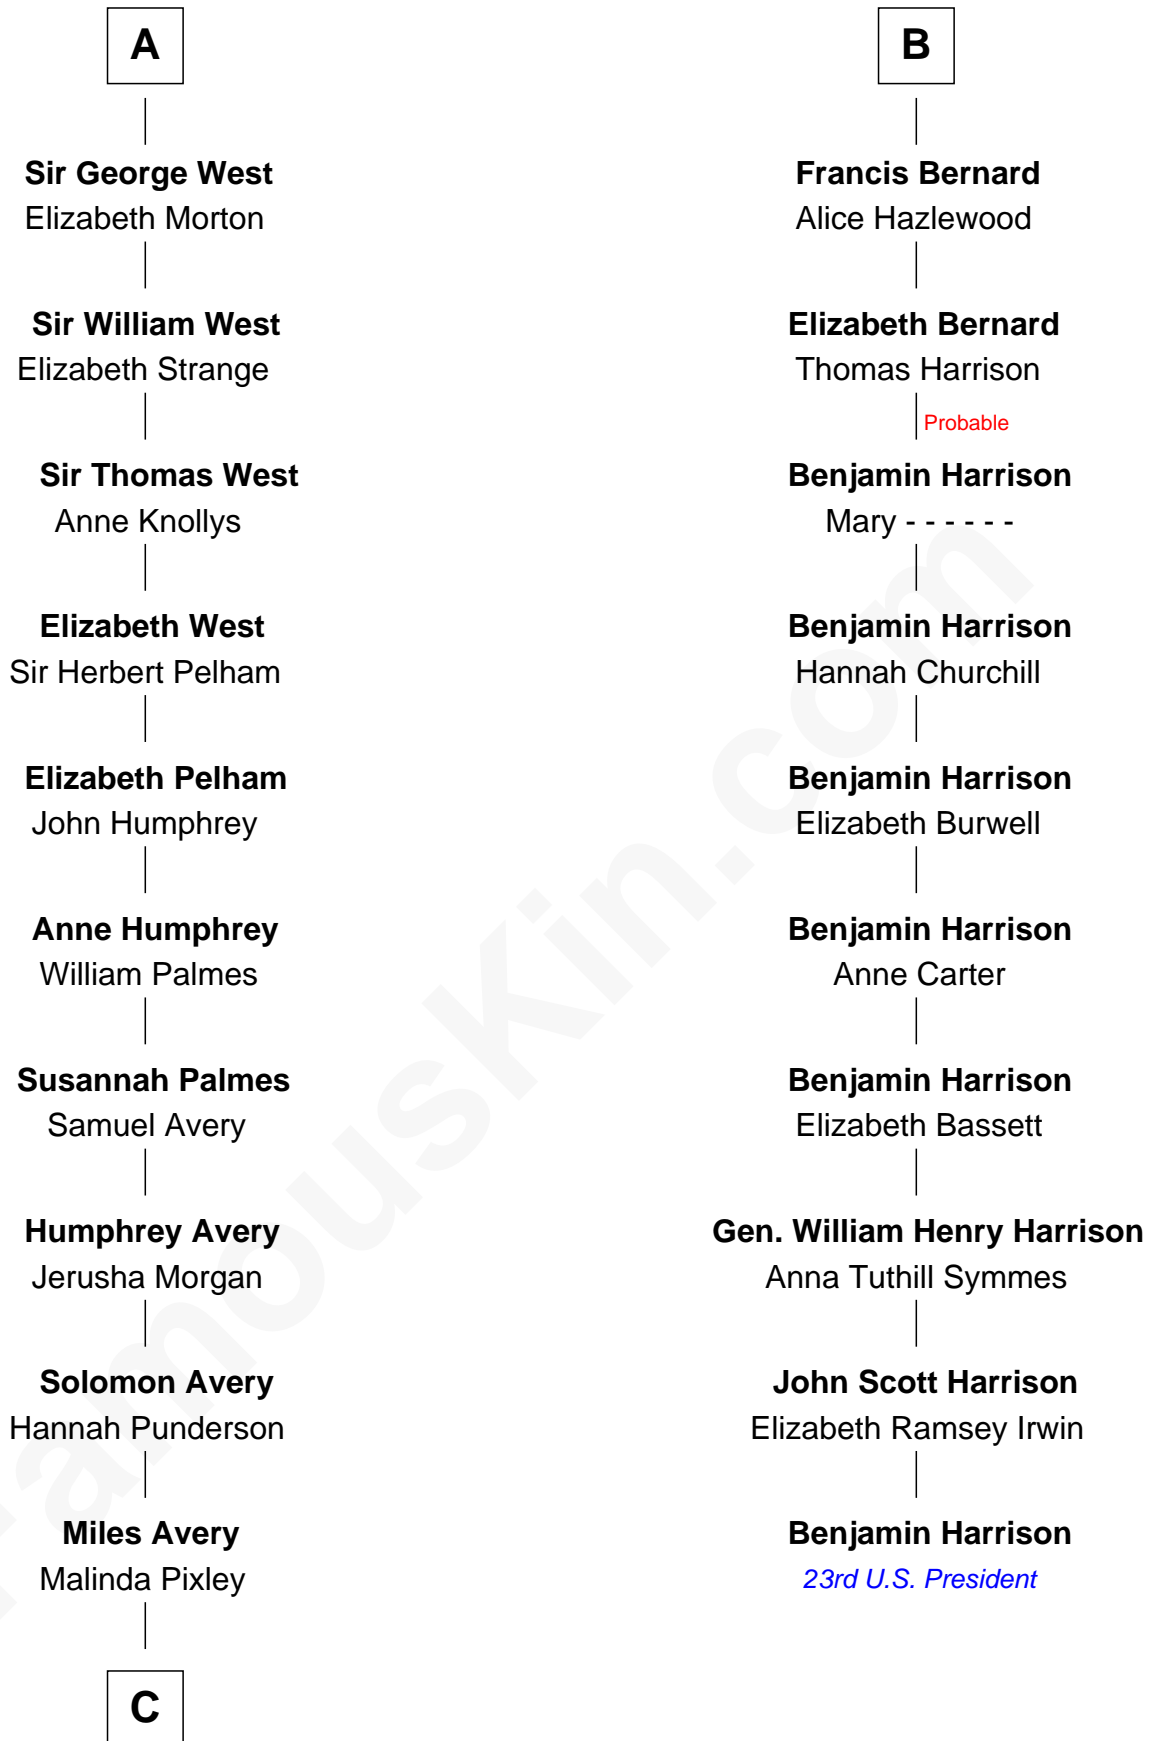 A
Sir George West
Elizabeth Morton
Sir William West
Elizabeth Strange
Sir Thomas West
Anne Knollys
Elizabeth West
Sir Herbert Pelham
Elizabeth Pelham
John Humphrey
Anne Humphrey
William Palmes
Susannah Palmes
Samuel Avery
Humphrey Avery
Jerusha Morgan
Solomon Avery
Hannah Punderson
Miles Avery
Malinda Pixley
C
B
Francis Bernard
Alice Hazlewood
Elizabeth Bernard
Thomas Harrison
Probable
Benjamin Harrison
Mary - - - - - -
Benjamin Harrison
Hannah Churchill
Benjamin Harrison
Elizabeth Burwell
Benjamin Harrison
Anne Carter
Benjamin Harrison
Elizabeth Bassett
Gen. William Henry Harrison
Anna Tuthill Symmes
John Scott Harrison
Elizabeth Ramsey Irwin
Benjamin Harrison
23rd U.S. President
FamousKin.com